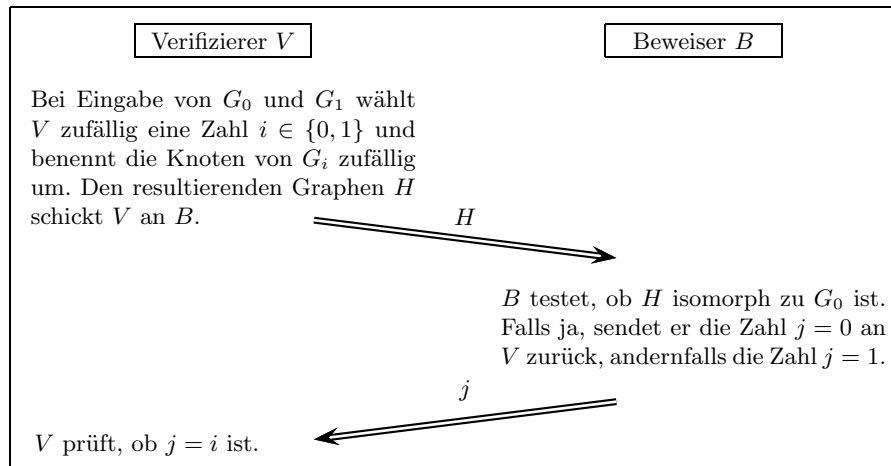 Verifizierer V
Beweiser B
Bei Eingabe von G₀ und G₁ wählt
V zufällig eine Zahl i ∈ {0, 1} und
benennt die Knoten von Gᵢ zufällig
um. Den resultierenden Graphen H
schickt V an B.
H
B testet, ob H isomorph zu G₀ ist.
Falls ja, sendet er die Zahl j = 0 an
V zurück, andernfalls die Zahl j = 1.
j
V prüft, ob j = i ist.